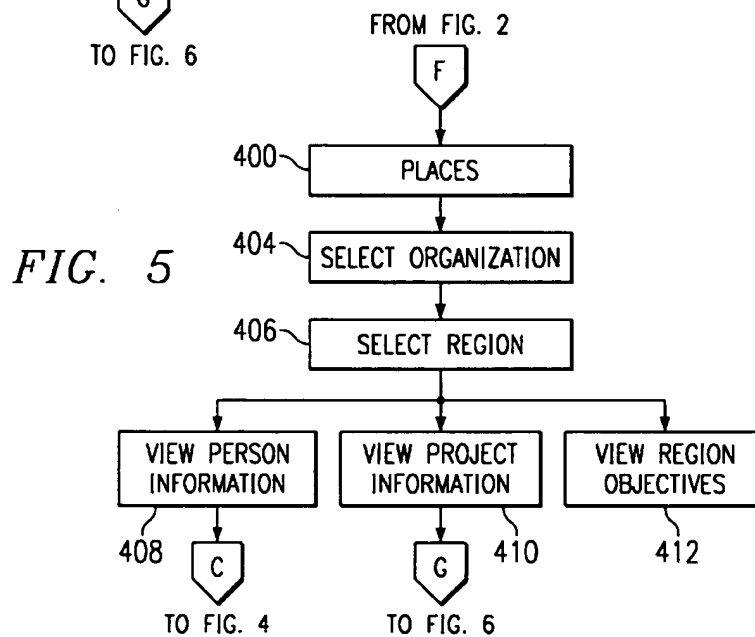 G
TO FIG. 6
FROM FIG. 2
F
400
PLACES
FIG. 5
404
SELECT ORGANIZATION
406
SELECT REGION
VIEW PERSON
INFORMATION
VIEW PROJECT
INFORMATION
VIEW REGION
OBJECTIVES
408
410
412
C
G
TO FIG. 4
TO FIG. 6